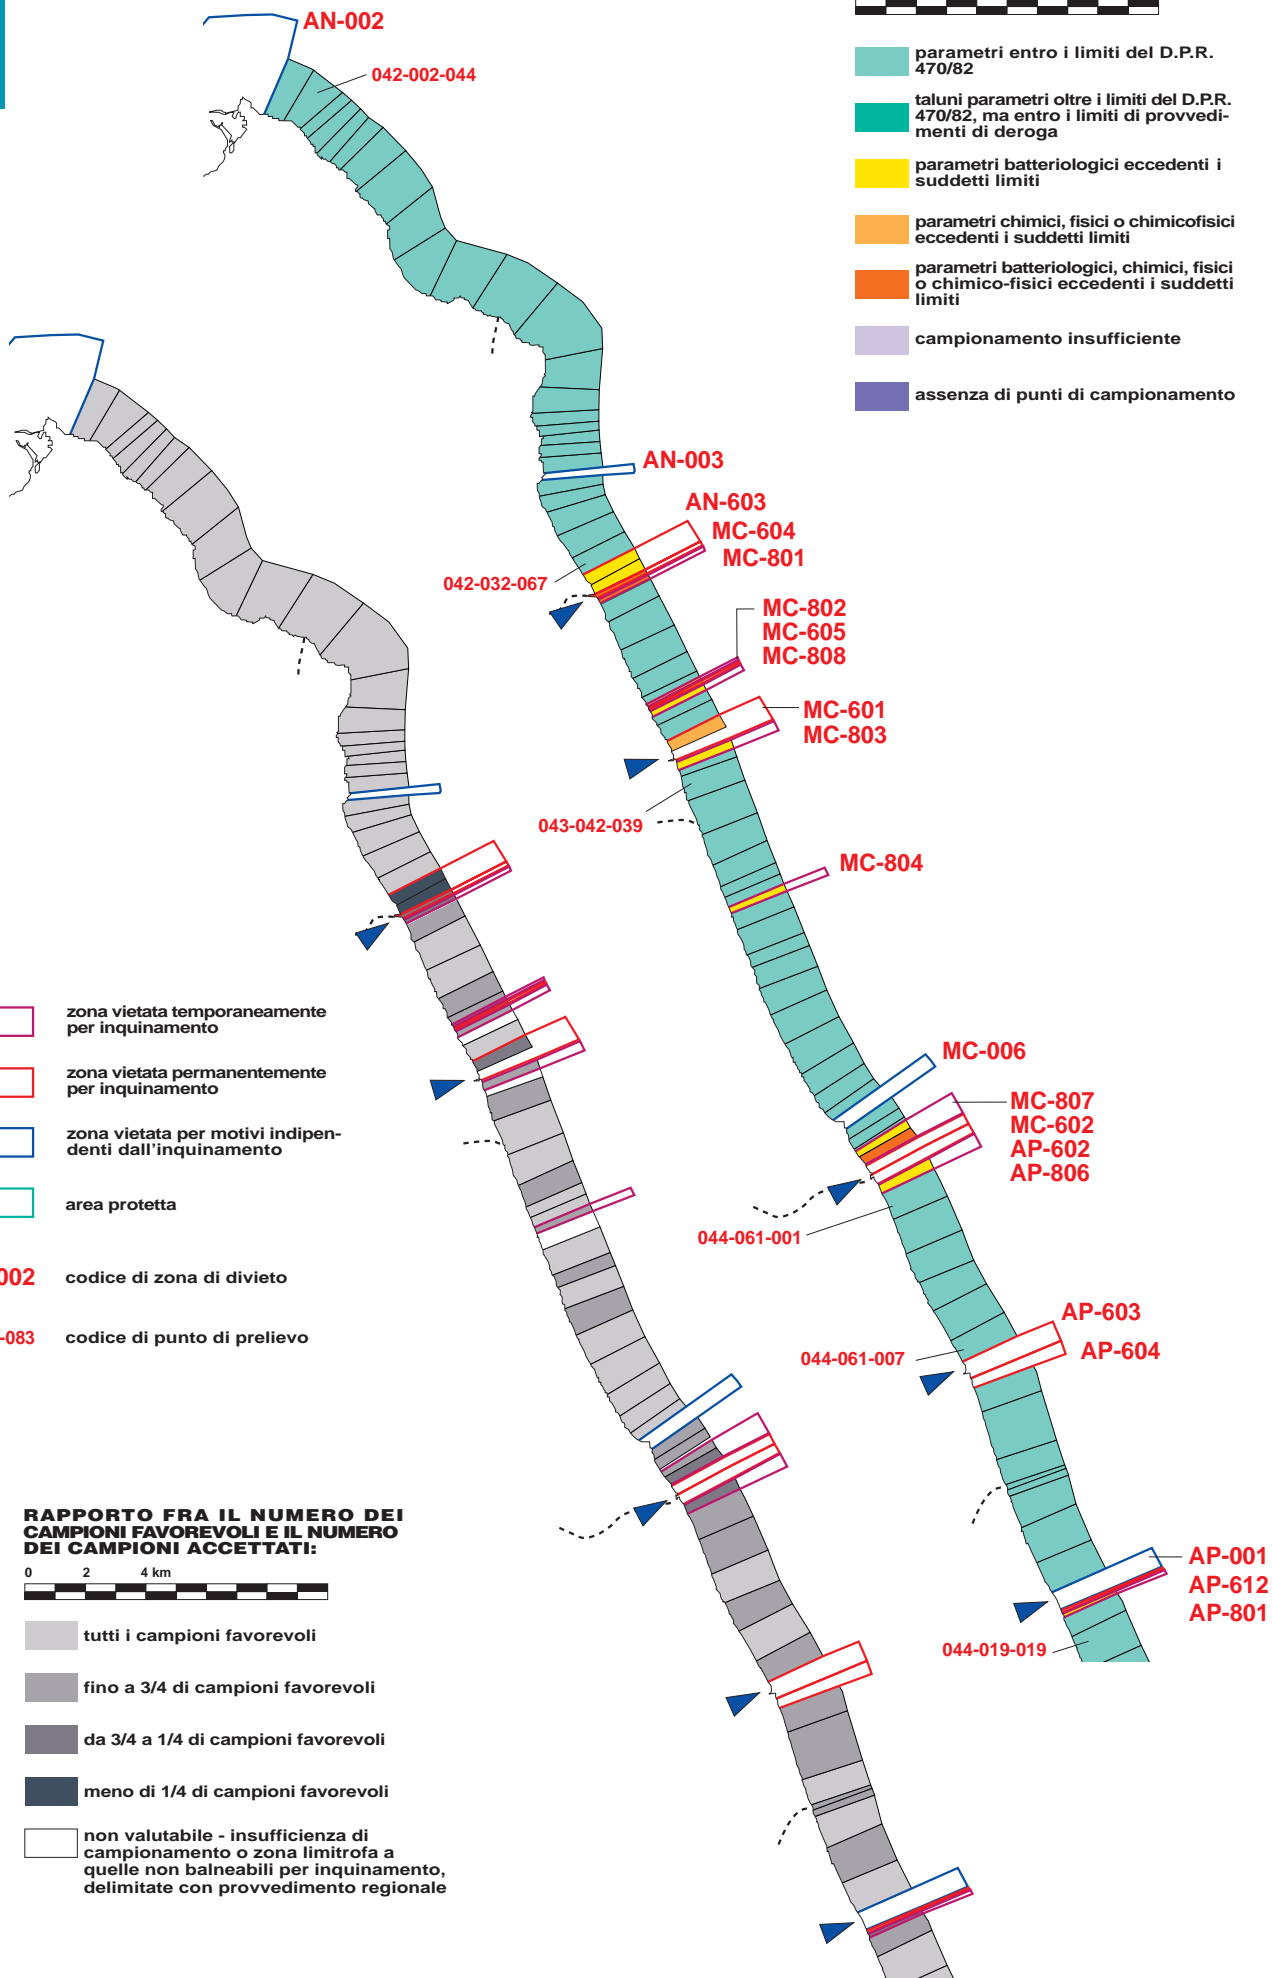 AN-002
042-002-044
parametri entro i limiti del D.P.R.
470/82
taluni parametri oltre i limiti del D.P.R.
470/82, ma entro i limiti di provvedi-
menti di deroga
parametri batteriologici eccedenti i
suddetti limiti
parametri chimici, fisici o chimicofisici
eccedenti i suddetti limiti
parametri batteriologici, chimici, fisici
o chimico-fisici eccedenti i suddetti
limiti
campionamento insufficiente
assenza di punti di campionamento
AN-003
AN-603
MC-604
MC-801
042-032-067
MC-802
MC-605
MC-808
MC-601
MC-803
043-042-039
MC-804
MC-006
MC-807
MC-602
AP-602
AP-806
044-061-001
AP-603
AP-604
044-061-007
AP-001
AP-612
AP-801
044-019-019
zona vietata temporaneamente
per inquinamento
zona vietata permanentemente
per inquinamento
zona vietata per motivi indipen-
denti dall'inquinamento
area protetta
002 codice di zona di divieto
-083 codice di punto di prelievo
RAPPORTO FRA IL NUMERO DEI
CAMPIONI FAVOREVOLI E IL NUMERO
DEI CAMPIONI ACCETTATI:
0 2 4 km
tutti i campioni favorevoli
fino a 3/4 di campioni favorevoli
da 3/4 a 1/4 di campioni favorevoli
meno di 1/4 di campioni favorevoli
non valutabile - insufficienza di
campionamento o zona limitrofa a
quelle non balneabili per inquinamento,
delimitate con provvedimento regionale